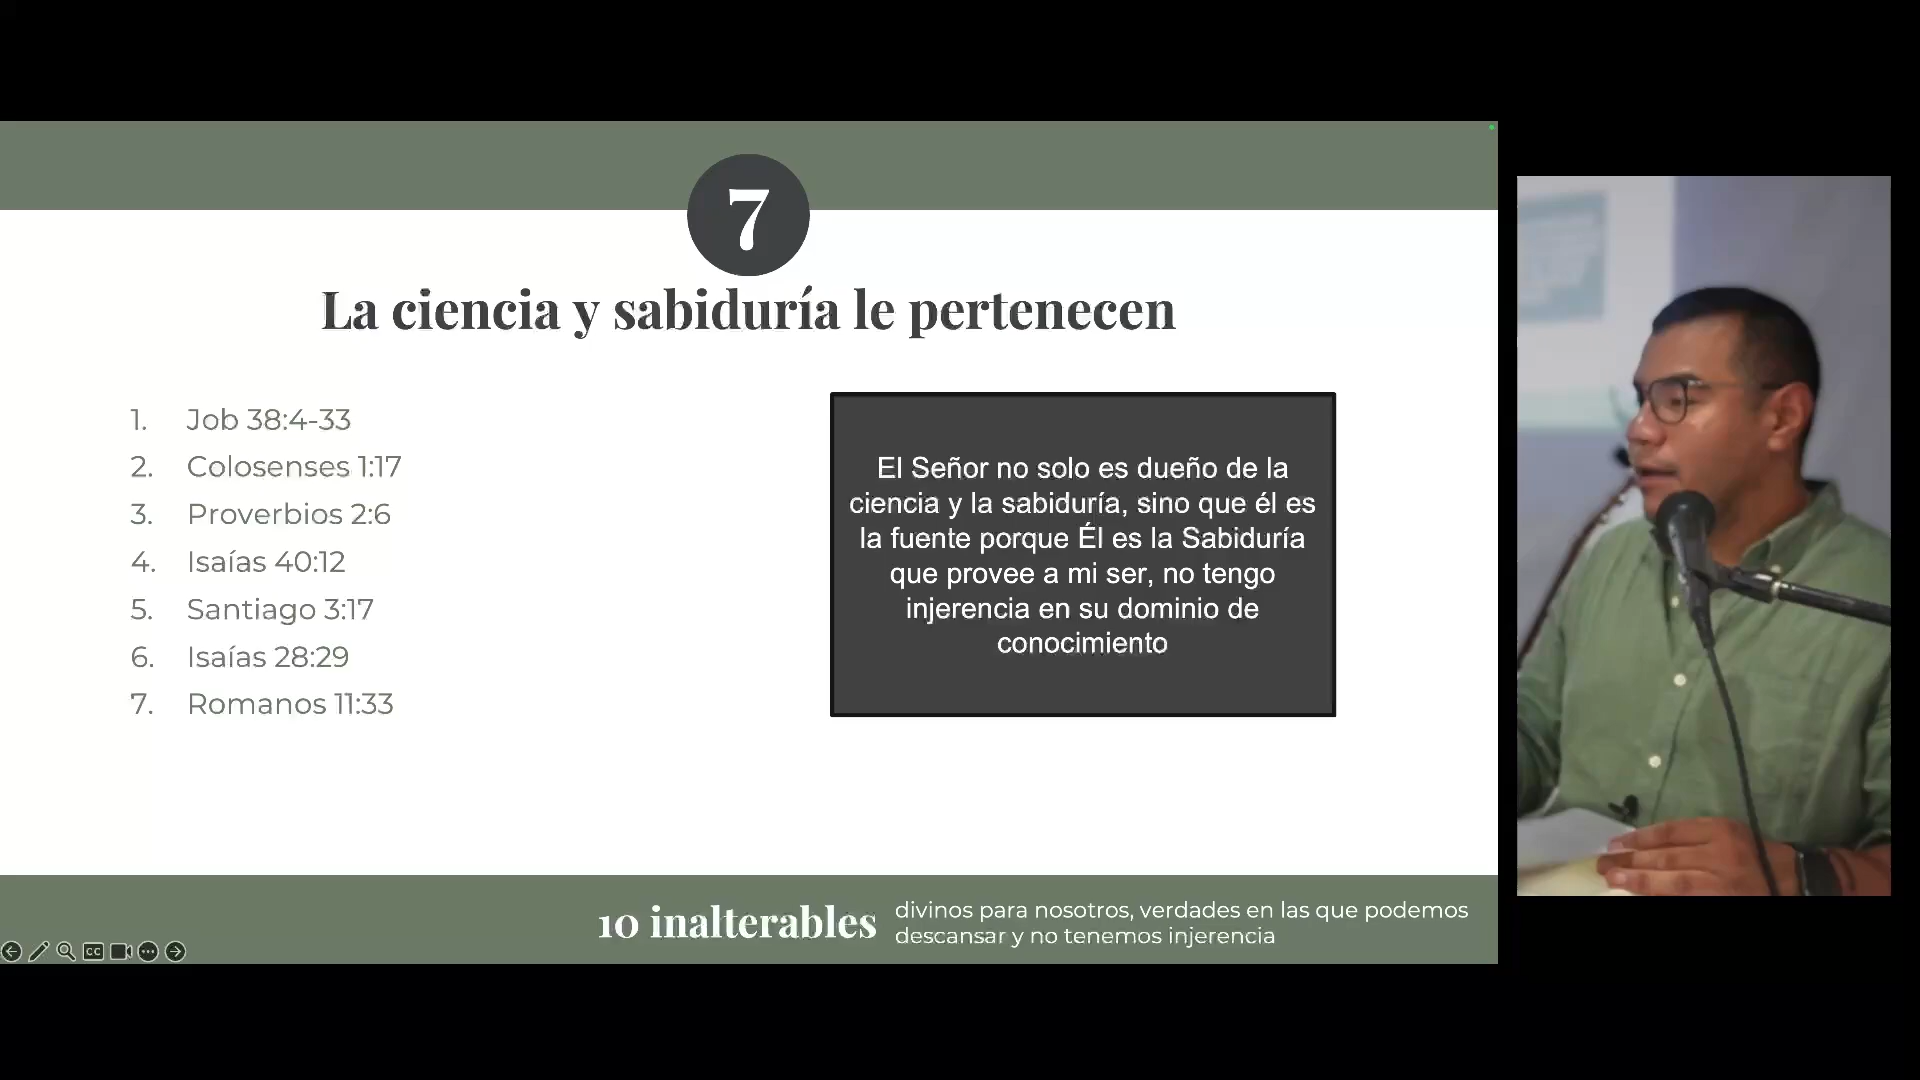 7
La ciencia y sabiduría le pertenecen
1. Job 38:4-33
2. Colosenses 1:17
3. Proverbios 2:6
4. Isaías 40:12
5. Santiago 3:17
6. Isaías 28:29
7. Romanos 11:33
El Señor no solo es dueño de la
ciencia y la sabiduría, sino que él es
la fuente porque Él es la Sabiduría
que provee a mi ser, no tengo
injerencia en su dominio de
conocimiento
10 inalterables
divinos para nosotros, verdades en las que podemos
descansar y no tenemos injerencia
CC